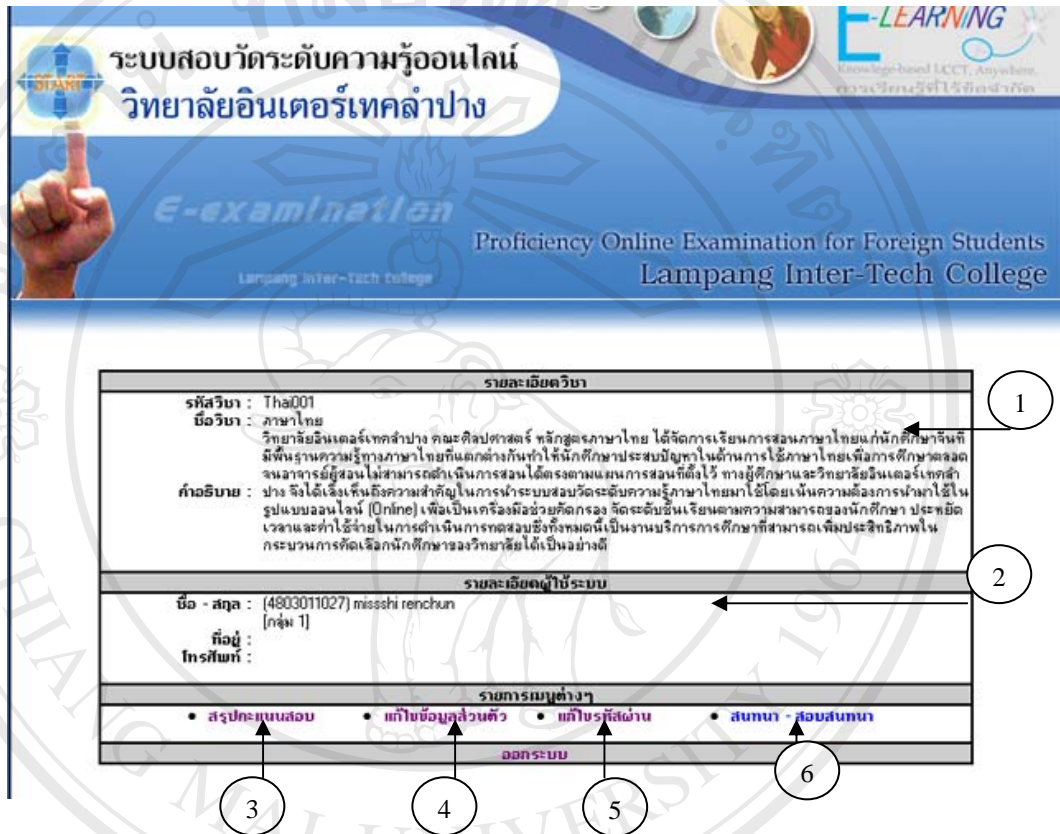 E-LEARNING
Knowlege-based LCCT, Anywhere.
การเรียนรู้ที่ไร้ขีดจำกัด
START
ระบบสอบวัดระดับความรู้ออนไลน์
วิทยาลัยอินเตอร์เทคลำปาง
E-examination
Lampang Inter-Tech College
Proficiency Online Examination for Foreign Students
Lampang Inter-Tech College
รายละเอียดวิชา
รหัสวิชา : Thai001
ชื่อวิชา : ภาษาไทย
วิทยาลัยอินเตอร์เทคลำปาง คณะศิลปศาสตร์ หลักสูตรภาษาไทย ได้จัดการเรียนการสอนภาษาไทยแก่นักศึกษาจีนที่
มีพื้นฐานความรู้ทางภาษาไทยที่แตกต่างกันทำให้นักศึกษาประสบปัญหาในด้านการใช้ภาษาไทยเพื่อการศึกษาตลอด
จนอาจารย์ผู้สอนไม่สามารถดำเนินการสอนได้ตรงตามแผนการสอนที่ตั้งไว้ ทางผู้ศึกษาและวิทยาลัยอินเตอร์เทคลำ
คำอธิบาย : ปาง จึงได้เล็งเห็นถึงความสำคัญในการนำระบบสอบวัดระดับความรู้ภาษาไทยมาใช้โดยเน้นความต้องการนำมาใช้ใน
รูปแบบออนไลน์ (Online) เพื่อเป็นเครื่องมือช่วยคัดกรอง จัดระดับชั้นเรียนตามความสามารถของนักศึกษา ประหยัด
เวลาและค่าใช้จ่ายในการดำเนินการทดสอบซึ่งทั้งหมดนี้เป็นงานบริการการศึกษาที่สามารถเพิ่มประสิทธิภาพใน
กระบวนการคัดเลือกนักศึกษาของวิทยาลัยได้เป็นอย่างดี
1
รายละเอียดผู้ใช้ระบบ
2
ชื่อ - สกุล : (4803011027) missshi renchun
[กลุ่ม 1]
ที่อยู่ :
โทรศัพท์ :
รายการเมนูต่างๆ
• สรุปคะแนนสอบ • แก้ไขข้อมูลส่วนตัว • แก้ไขรหัสผ่าน • สนทนา - สอบสนทนา
ออกระบบ
3 4 5 6
CHIANG MAI UNIVERSITY 1964